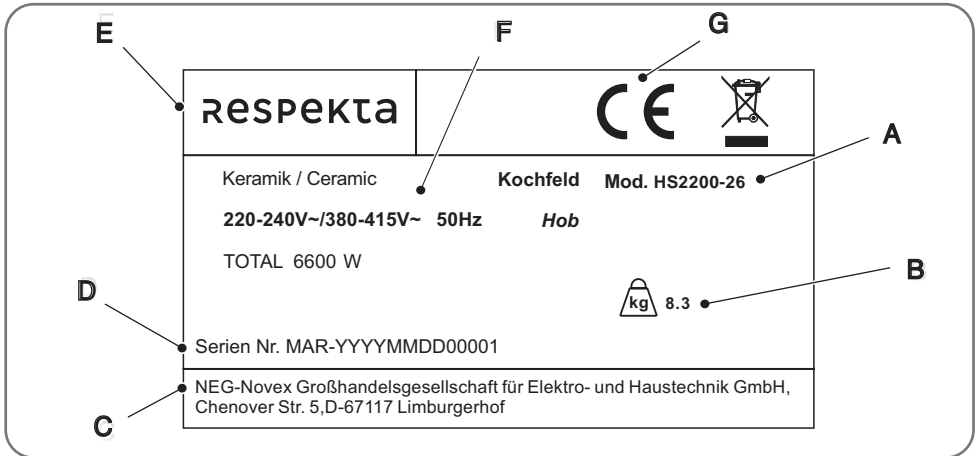 E
F
G
Respekta
CE
A
Keramik / Ceramic Kochfeld Mod. HS2200-26
220-240V~/380-415V~ 50Hz Hob
TOTAL 6600 W
B
kg 8.3
D
Serien Nr. MAR-YYYYMMDD00001
NEG-Novex Großhandelsgesellschaft für Elektro- und Haustechnik GmbH,
Chenover Str. 5,D-67117 Limburgerhof
C